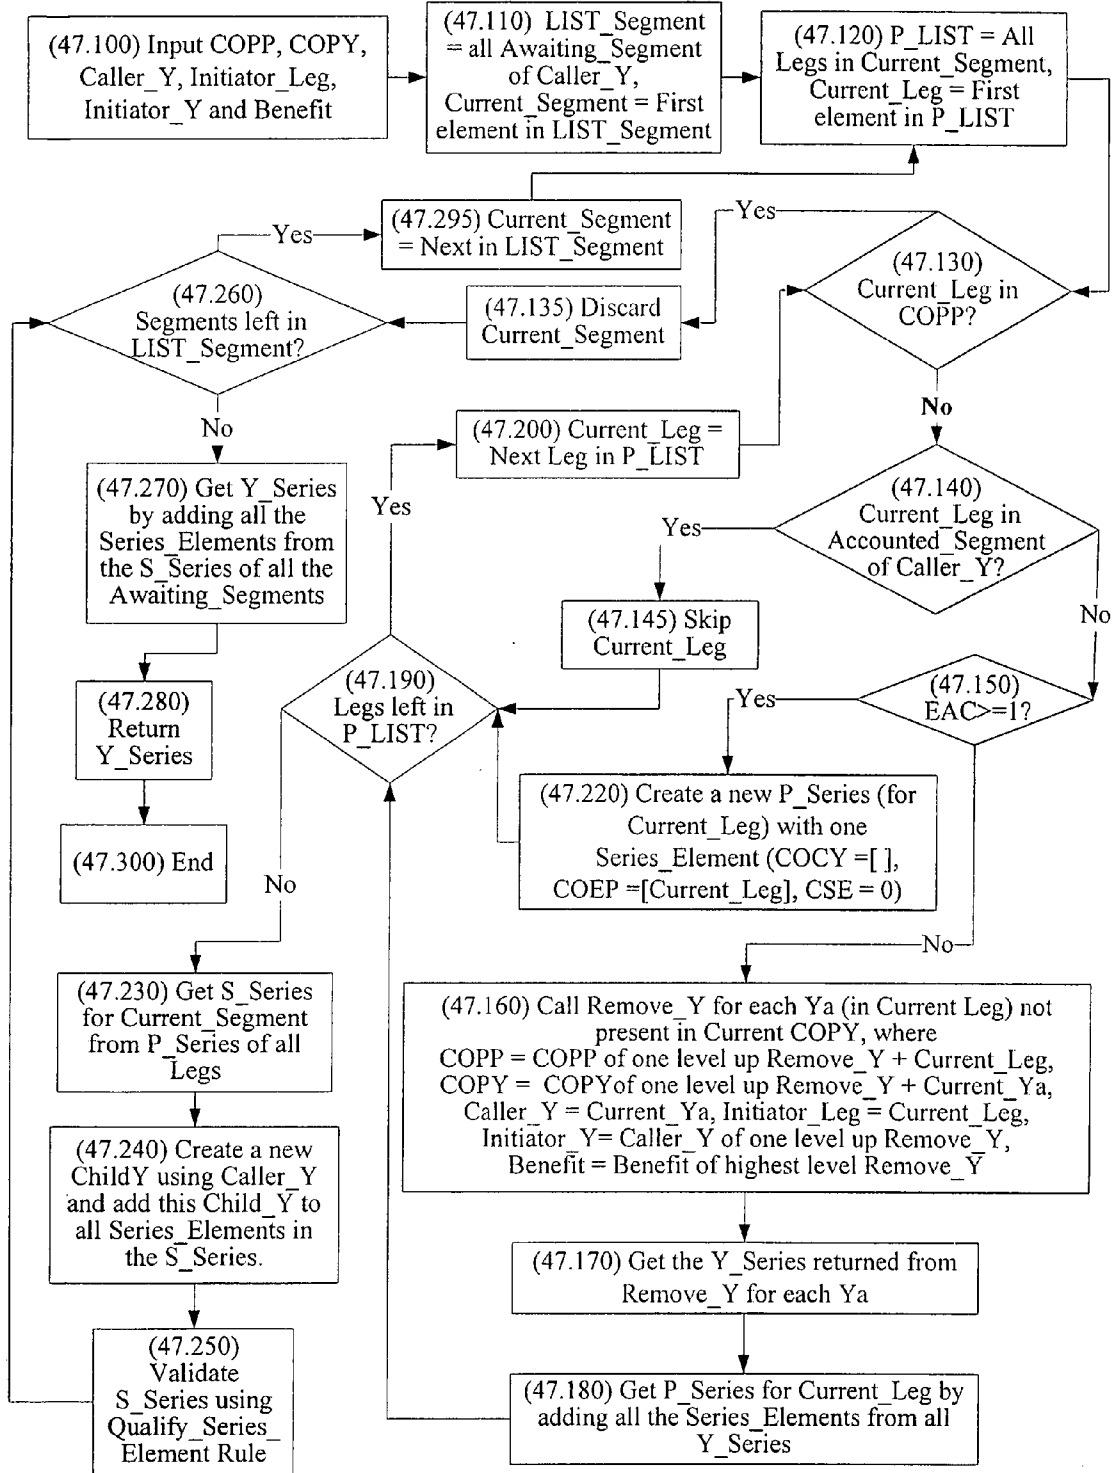 (47.100) Input COPP, COPY,
Caller_Y, Initiator_Leg,
Initiator_Y and Benefit
(47.110) LIST_Segment
= all Awaiting_Segment
of Caller_Y,
Current_Segment = First
element in LIST_Segment
(47.120) P_LIST = All
Legs in Current_Segment,
Current_Leg = First
element in P_LIST
Yes
(47.295) Current_Segment
= Next in LIST_Segment
Yes
(47.130)
Current_Leg in
COPP?
(47.260)
Segments left in
LIST_Segment?
(47.135) Discard
Current_Segment
No
No
(47.200) Current_Leg =
Next Leg in P_LIST
(47.270) Get Y_Series
by adding all the
Series_Elements from
the S_Series of all the
Awaiting_Segments
Yes
(47.140)
Current_Leg in
Accounted_Segment
of Caller_Y?
Yes
(47.145) Skip
Current_Leg
No
(47.280)
Return
Y_Series
(47.190)
Legs left in
P_LIST?
Yes
(47.150)
EAC>=1?
(47.220) Create a new P_Series (for
Current_Leg) with one
Series_Element (COCY =[ ],
COEP =[Current_Leg], CSE = 0)
(47.300) End
No
No
(47.230) Get S_Series
for Current_Segment
from P_Series of all
Legs
(47.160) Call Remove_Y for each Ya (in Current Leg) not
present in Current COPY, where
COPP = COPP of one level up Remove_Y + Current_Leg,
COPY = COPYof one level up Remove_Y + Current_Ya,
Caller_Y = Current_Ya, Initiator_Leg = Current_Leg,
Initiator_Y= Caller_Y of one level up Remove_Y,
Benefit = Benefit of highest level Remove_Y
(47.240) Create a new
ChildY using Caller_Y
and add this Child_Y to
all Series_Elements in
the S_Series.
(47.170) Get the Y_Series returned from
Remove_Y for each Ya
(47.250)
Validate
S_Series using
Qualify_Series_
Element Rule
(47.180) Get P_Series for Current_Leg by
adding all the Series_Elements from all
Y_Series